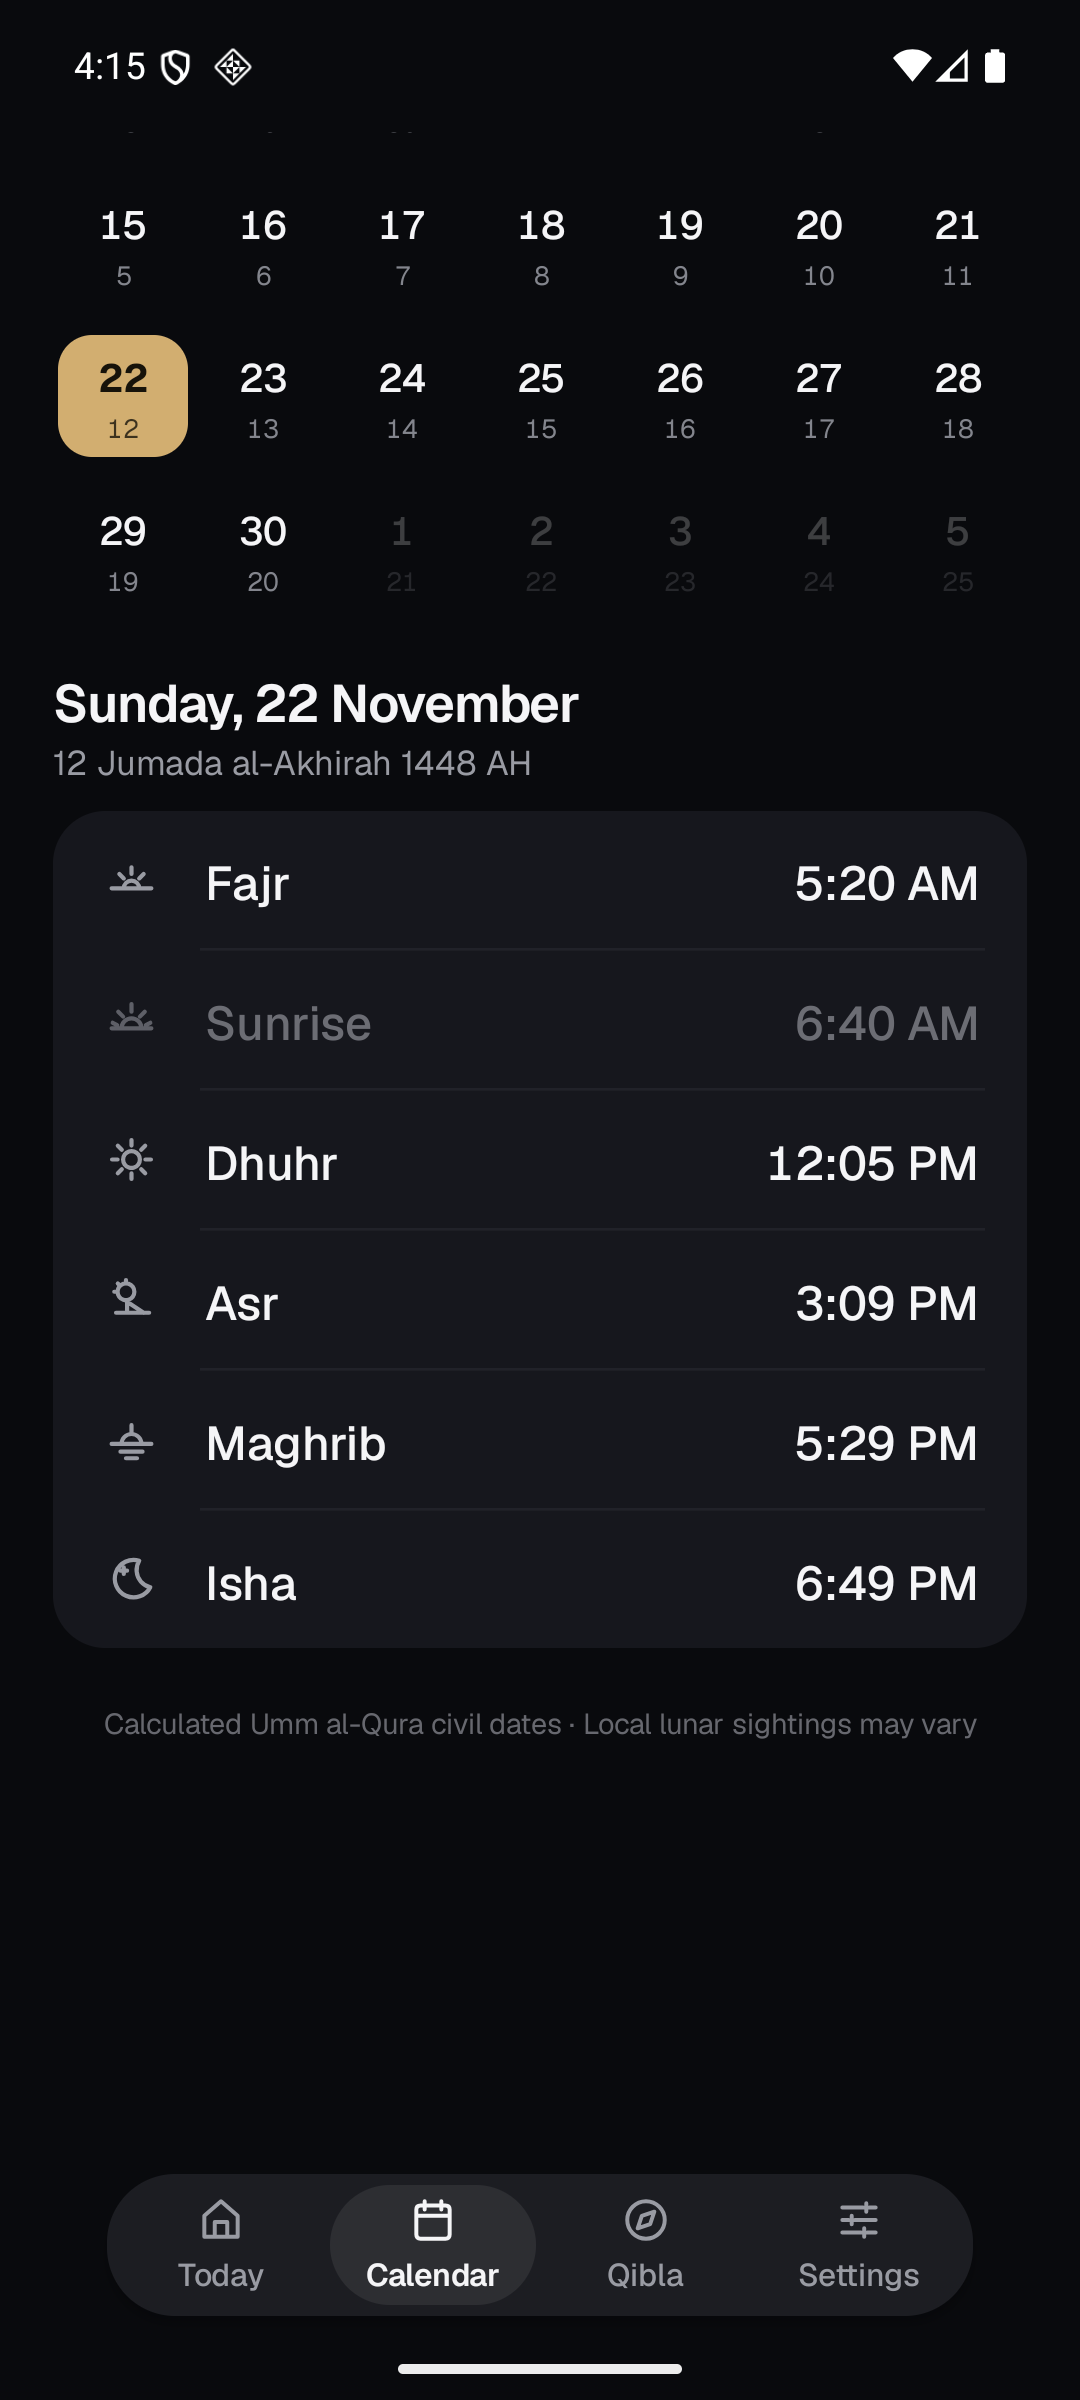 4:15
15 16 17 18 19 20 21
5 6 7 8 9 10 11
22 23 24 25 26 27 28
12 13 14 15 16 17 18
29 30 1 2 3 4 5
19 20 21 22 23 24 25
Sunday, 22 November
12 Jumada al-Akhirah 1448 AH
Fajr 5:20 AM
Sunrise 6:40 AM
Dhuhr 12:05 PM
Asr 3:09 PM
Maghrib 5:29 PM
Isha 6:49 PM
Calculated Umm al-Qura civil dates · Local lunar sightings may vary
Today Calendar Qibla Settings